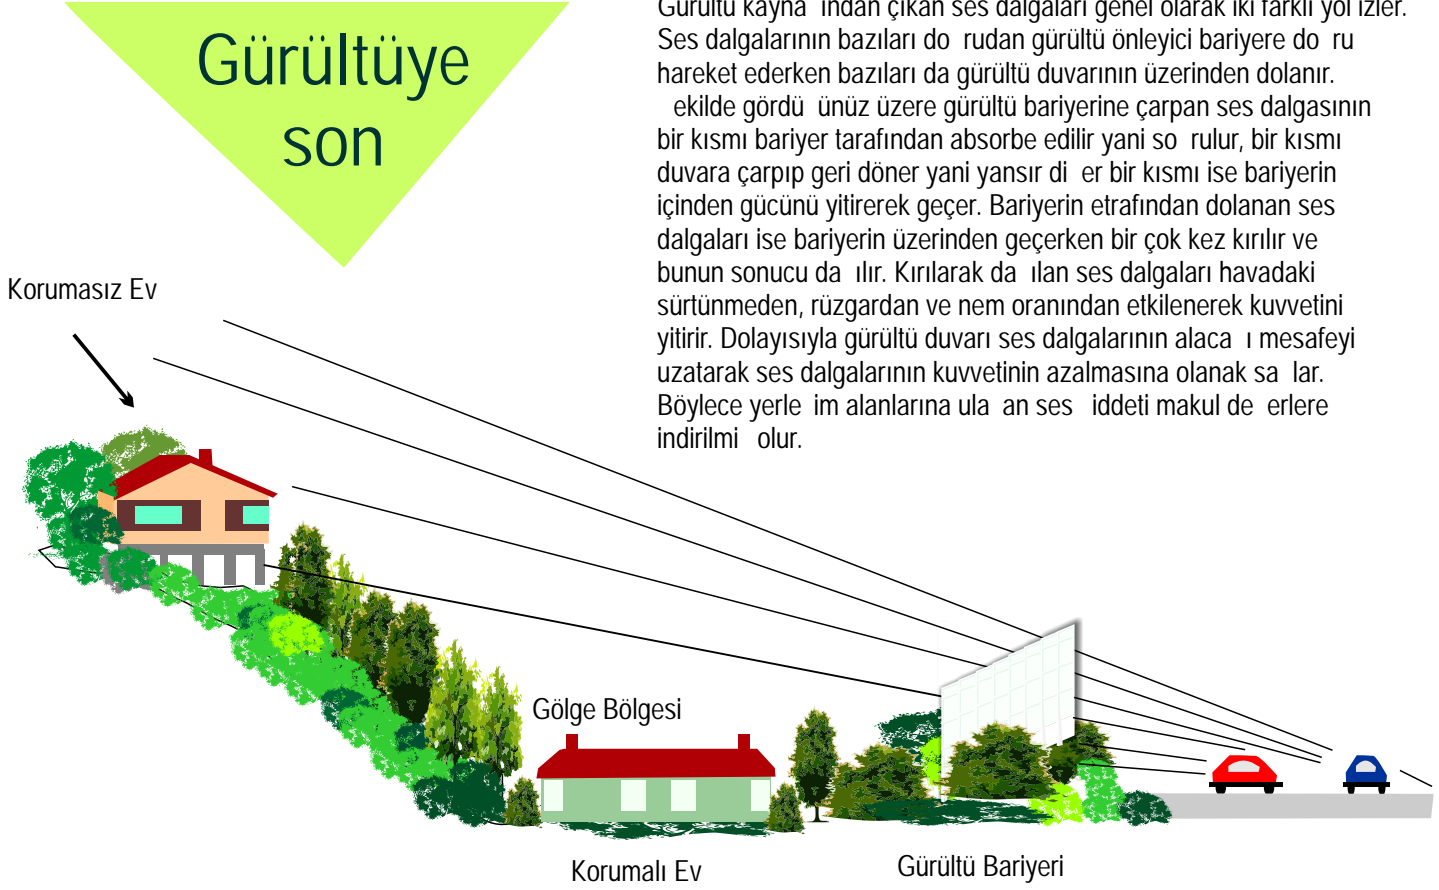 Gürültüye
son
Gürültü kayna ından çıkan ses dalgaları genel olarak iki farklı yol izler.
Ses dalgalarının bazıları do rudan gürültü önleyici bariyere do ru
hareket ederken bazıları da gürültü duvarının üzerinden dolanır.
ekilde gördü ünüz üzere gürültü bariyerine çarpan ses dalgasının
bir kısmı bariyer tarafından absorbe edilir yani so rulur, bir kısmı
duvara çarpıp geri döner yani yansır di er bir kısmı ise bariyerin
içinden gücünü yitirerek geçer. Bariyerin etrafından dolanan ses
dalgaları ise bariyerin üzerinden geçerken bir çok kez kırılır ve
bunun sonucu da ılır. Kırılarak da ılan ses dalgaları havadaki
sürtünmeden, rüzgardan ve nem oranından etkilenerek kuvvetini
yitirir. Dolayısıyla gürültü duvarı ses dalgalarının alaca ı mesafeyi
uzatarak ses dalgalarının kuvvetinin azalmasına olanak sa lar.
Böylece yerle im alanlarına ula an ses iddeti makul de erlere
indirilmi olur.
Korumasız Ev
Gölge Bölgesi
Korumalı Ev
Gürültü Bariyeri